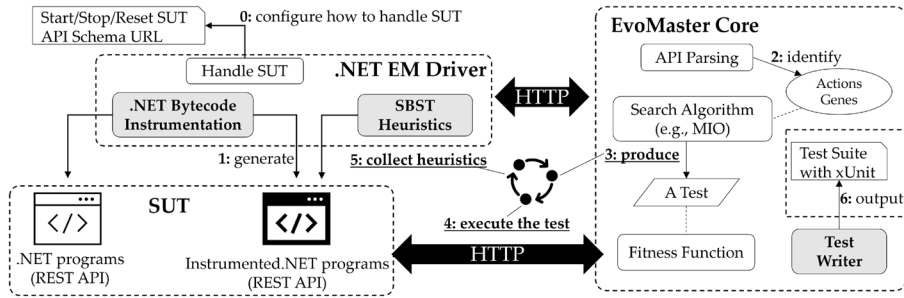 Start/Stop/Reset SUT
API Schema URL
0: configure how to handle SUT
Handle SUT
.NET EM Driver
.NET Bytecode
Instrumentation
SBST
Heuristics
1: generate
HTTP
EvoMaster Core
API Parsing
2: identify
Actions
Genes
Search Algorithm
(e.g., MIO)
5: collect heuristics
3: produce
4: execute the test
A Test
Fitness Function
Test Suite
with xUnit
6: output
Test
Writer
SUT
.NET programs
(REST API)
Instrumented.NET programs
(REST API)
HTTP